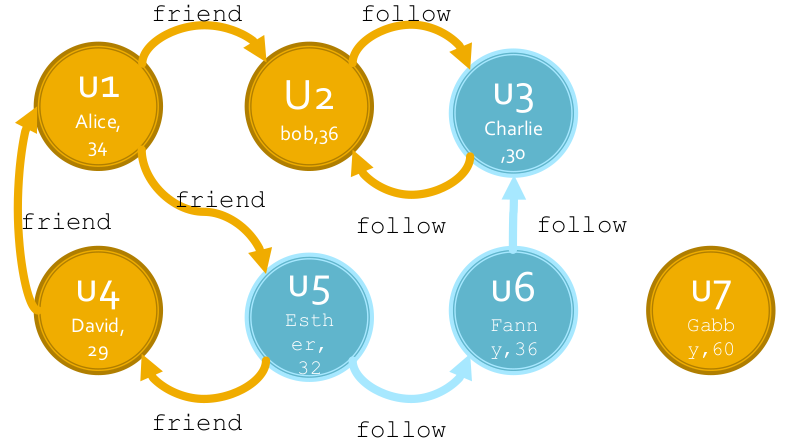 friend
follow
u1
Alice,
34
U2
bob,36
u3
Charlie
,30
friend
friend
follow
follow
u4
David,
29
u5
Esth
er,
32
u6
Fann
y,36
u7
Gabb
y,60
friend
follow